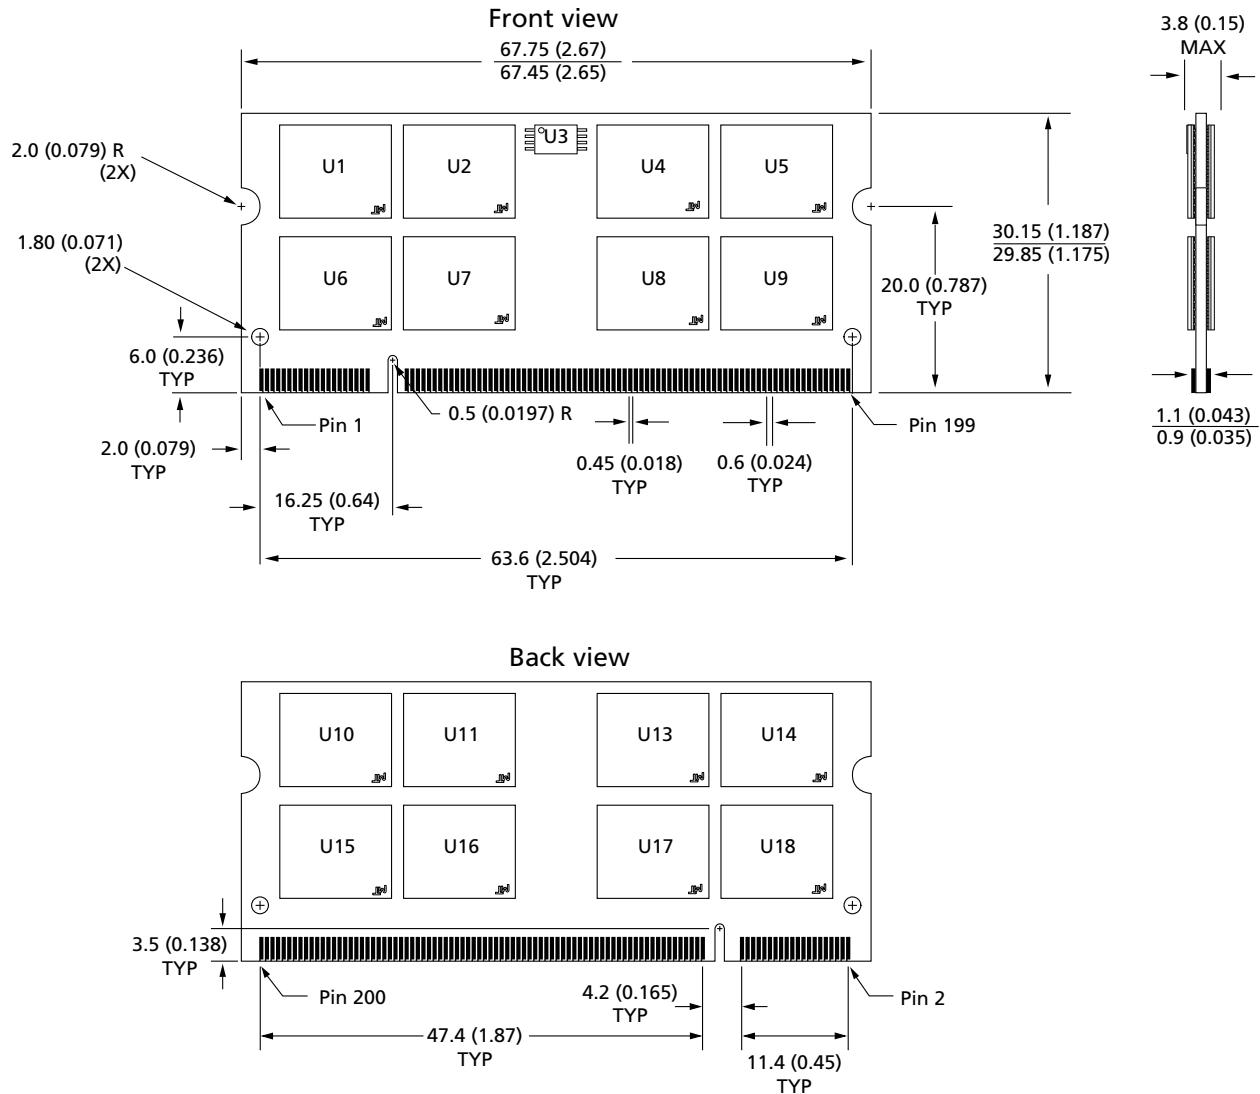 Front view
67.75 (2.67)
67.45 (2.65)
3.8 (0.15)
MAX
2.0 (0.079) R
(2X)
U1
U2
U3
U4
U5
1.80 (0.071)
(2X)
30.15 (1.187)
29.85 (1.175)
U6
U7
U8
U9
20.0 (0.787)
TYP
6.0 (0.236)
TYP
Pin 1
0.5 (0.0197) R
Pin 199
1.1 (0.043)
0.9 (0.035)
2.0 (0.079)
TYP
0.45 (0.018)
TYP
0.6 (0.024)
TYP
16.25 (0.64)
TYP
63.6 (2.504)
TYP
Back view
U10
U11
U13
U14
U15
U16
U17
U18
3.5 (0.138)
TYP
Pin 200
4.2 (0.165)
TYP
Pin 2
47.4 (1.87)
TYP
11.4 (0.45)
TYP